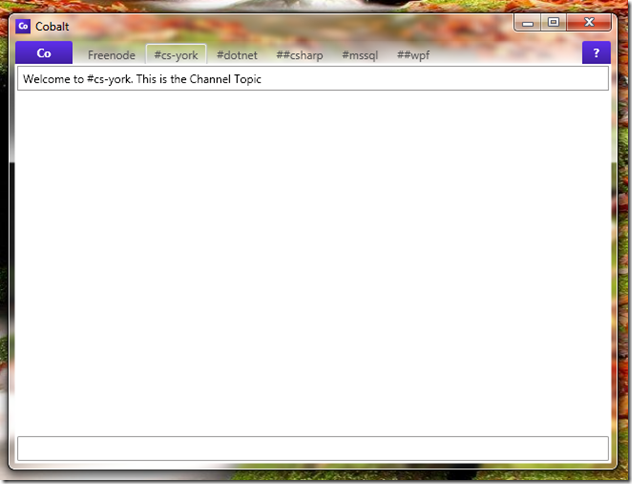 Co Cobalt
Co Freenode #cs-york #dotnet ##csharp #mssql ##wpf ?
Welcome to #cs-york. This is the Channel Topic